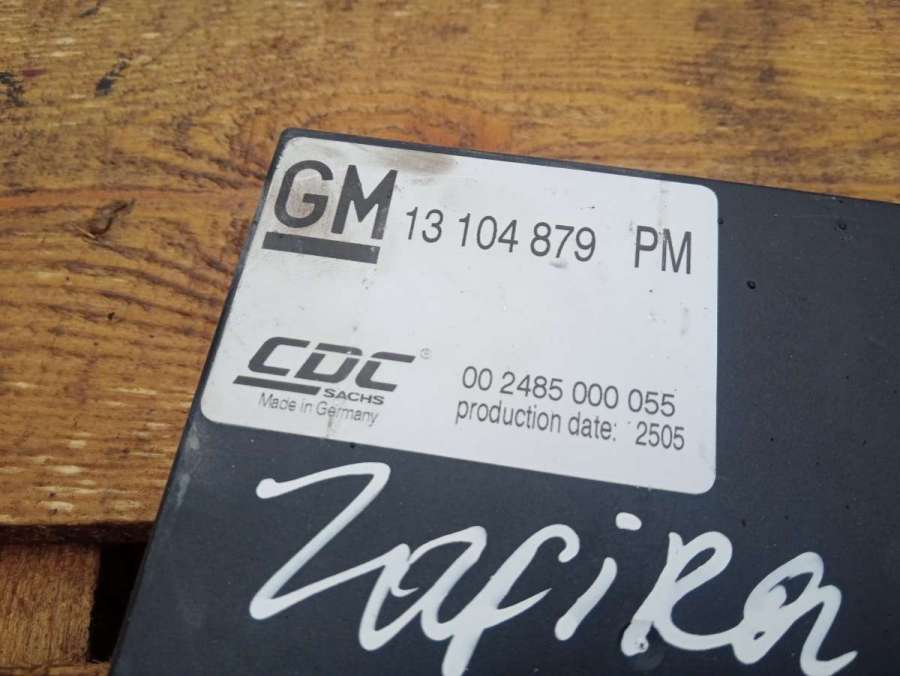 GM 13 104 879 PM
CDC®
SACHS
Made in Germany
00 2485 000 055
production date: 2505
Zafira